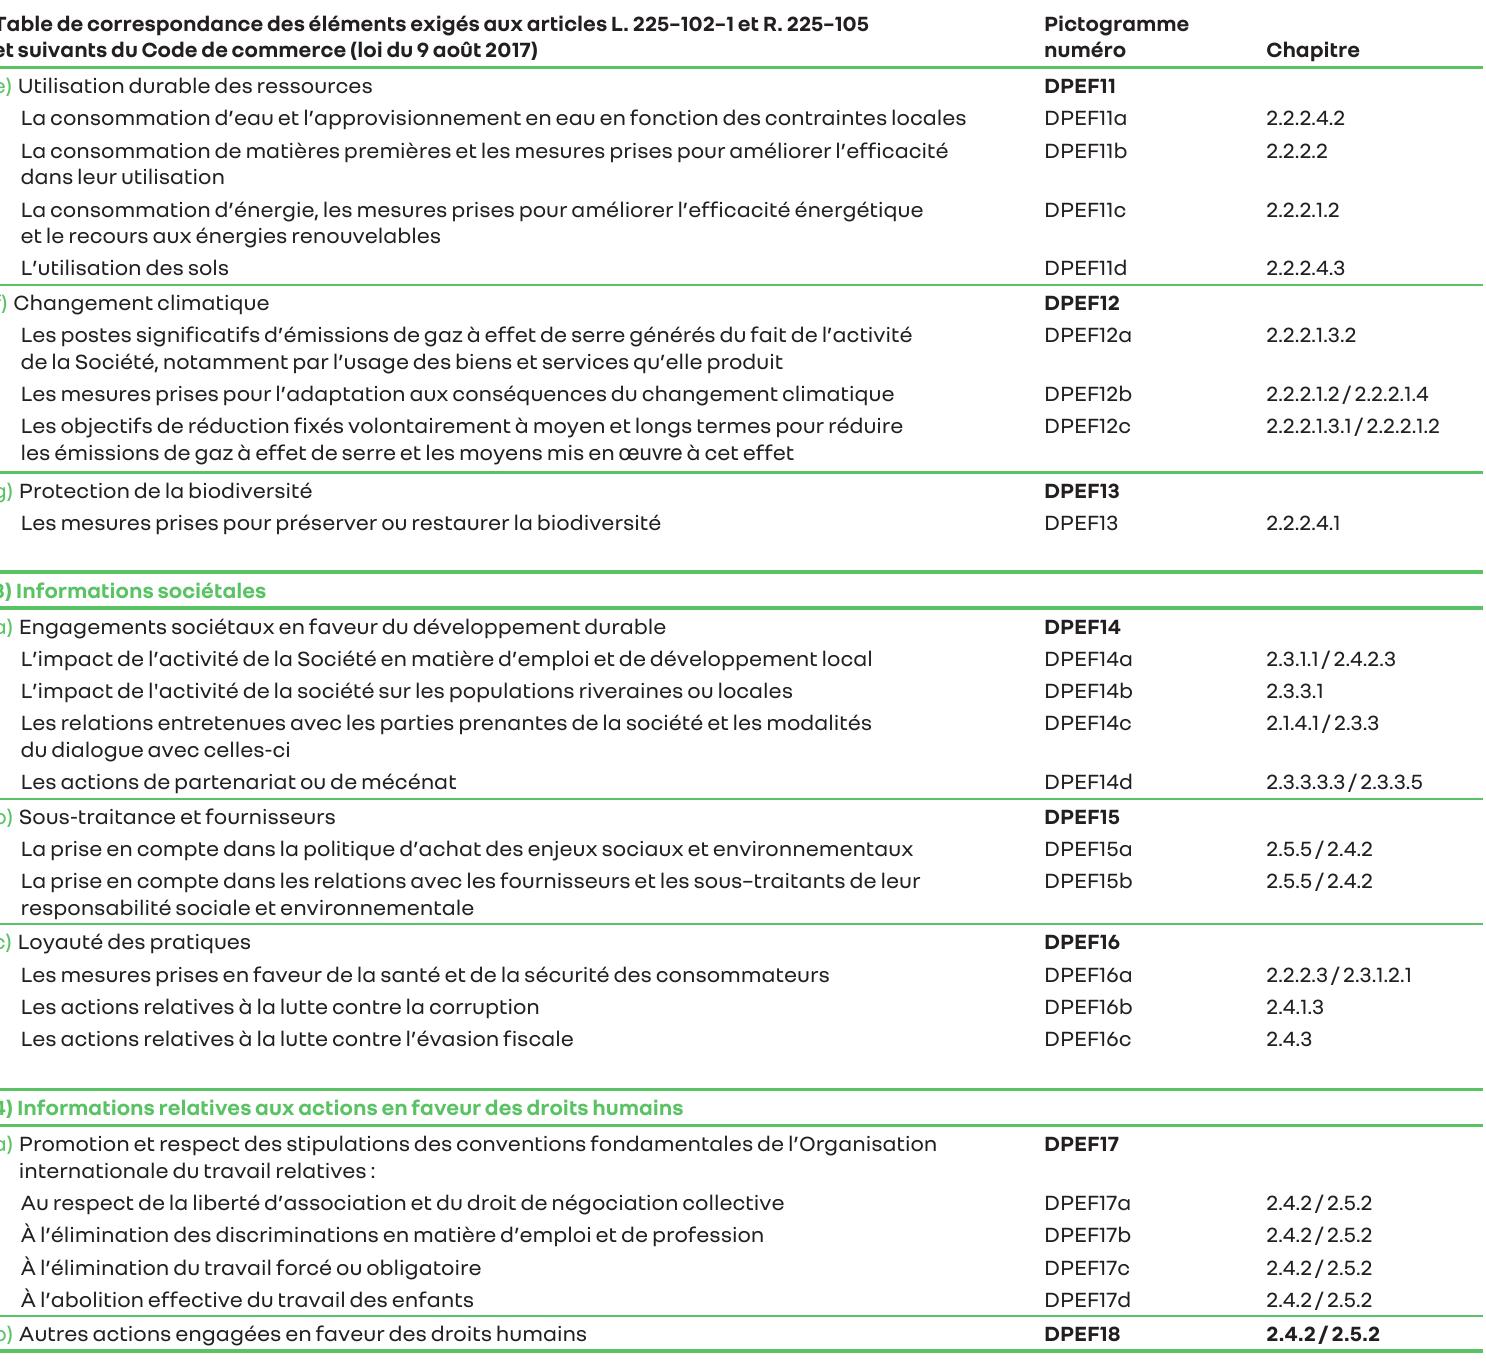 Table de correspondance des éléments exigés aux articles L. 225-102-1 et R. 225-105 Pictogramme
et suivants du Code de commerce (loi du 9 août 2017) numéro Chapitre
e) Utilisation durable des ressources DPEF11
La consommation d’eau et l’approvisionnement en eau en fonction des contraintes locales DPEF11a 2.2.2.4.2
La consommation de matières premières et les mesures prises pour améliorer l’efficacité DPEF11b 2.2.2.2
dans leur utilisation
La consommation d’énergie, les mesures prises pour améliorer l’efficacité énergétique DPEF11c 2.2.2.1.2
et le recours aux énergies renouvelables
L’utilisation des sols DPEF11d 2.2.2.4.3
f) Changement climatique DPEF12
Les postes significatifs d’émissions de gaz à effet de serre générés du fait de l’activité DPEF12a 2.2.2.1.3.2
de la Société, notamment par l’usage des biens et services qu’elle produit
Les mesures prises pour l’adaptation aux conséquences du changement climatique DPEF12b 2.2.2.1.2 / 2.2.2.1.4
Les objectifs de réduction fixés volontairement à moyen et longs termes pour réduire DPEF12c 2.2.2.1.3.1 / 2.2.2.1.2
les émissions de gaz à effet de serre et les moyens mis en œuvre à cet effet
g) Protection de la biodiversité DPEF13
Les mesures prises pour préserver ou restaurer la biodiversité DPEF13 2.2.2.4.1
3) Informations sociétales
a) Engagements sociétaux en faveur du développement durable DPEF14
L’impact de l’activité de la Société en matière d’emploi et de développement local DPEF14a 2.3.1.1 / 2.4.2.3
L’impact de l'activité de la société sur les populations riveraines ou locales DPEF14b 2.3.3.1
Les relations entretenues avec les parties prenantes de la société et les modalités DPEF14c 2.1.4.1 / 2.3.3
du dialogue avec celles-ci
Les actions de partenariat ou de mécénat DPEF14d 2.3.3.3.3 / 2.3.3.5
b) Sous-traitance et fournisseurs DPEF15
La prise en compte dans la politique d’achat des enjeux sociaux et environnementaux DPEF15a 2.5.5 / 2.4.2
La prise en compte dans les relations avec les fournisseurs et les sous-traitants de leur DPEF15b 2.5.5 / 2.4.2
responsabilité sociale et environnementale
c) Loyauté des pratiques DPEF16
Les mesures prises en faveur de la santé et de la sécurité des consommateurs DPEF16a 2.2.2.3 / 2.3.1.2.1
Les actions relatives à la lutte contre la corruption DPEF16b 2.4.1.3
Les actions relatives à la lutte contre l’évasion fiscale DPEF16c 2.4.3
4) Informations relatives aux actions en faveur des droits humains
a) Promotion et respect des stipulations des conventions fondamentales de l’Organisation DPEF17
internationale du travail relatives :
Au respect de la liberté d’association et du droit de négociation collective DPEF17a 2.4.2 / 2.5.2
À l’élimination des discriminations en matière d’emploi et de profession DPEF17b 2.4.2 / 2.5.2
À l’élimination du travail forcé ou obligatoire DPEF17c 2.4.2 / 2.5.2
À l’abolition effective du travail des enfants DPEF17d 2.4.2 / 2.5.2
b) Autres actions engagées en faveur des droits humains DPEF18 2.4.2 / 2.5.2